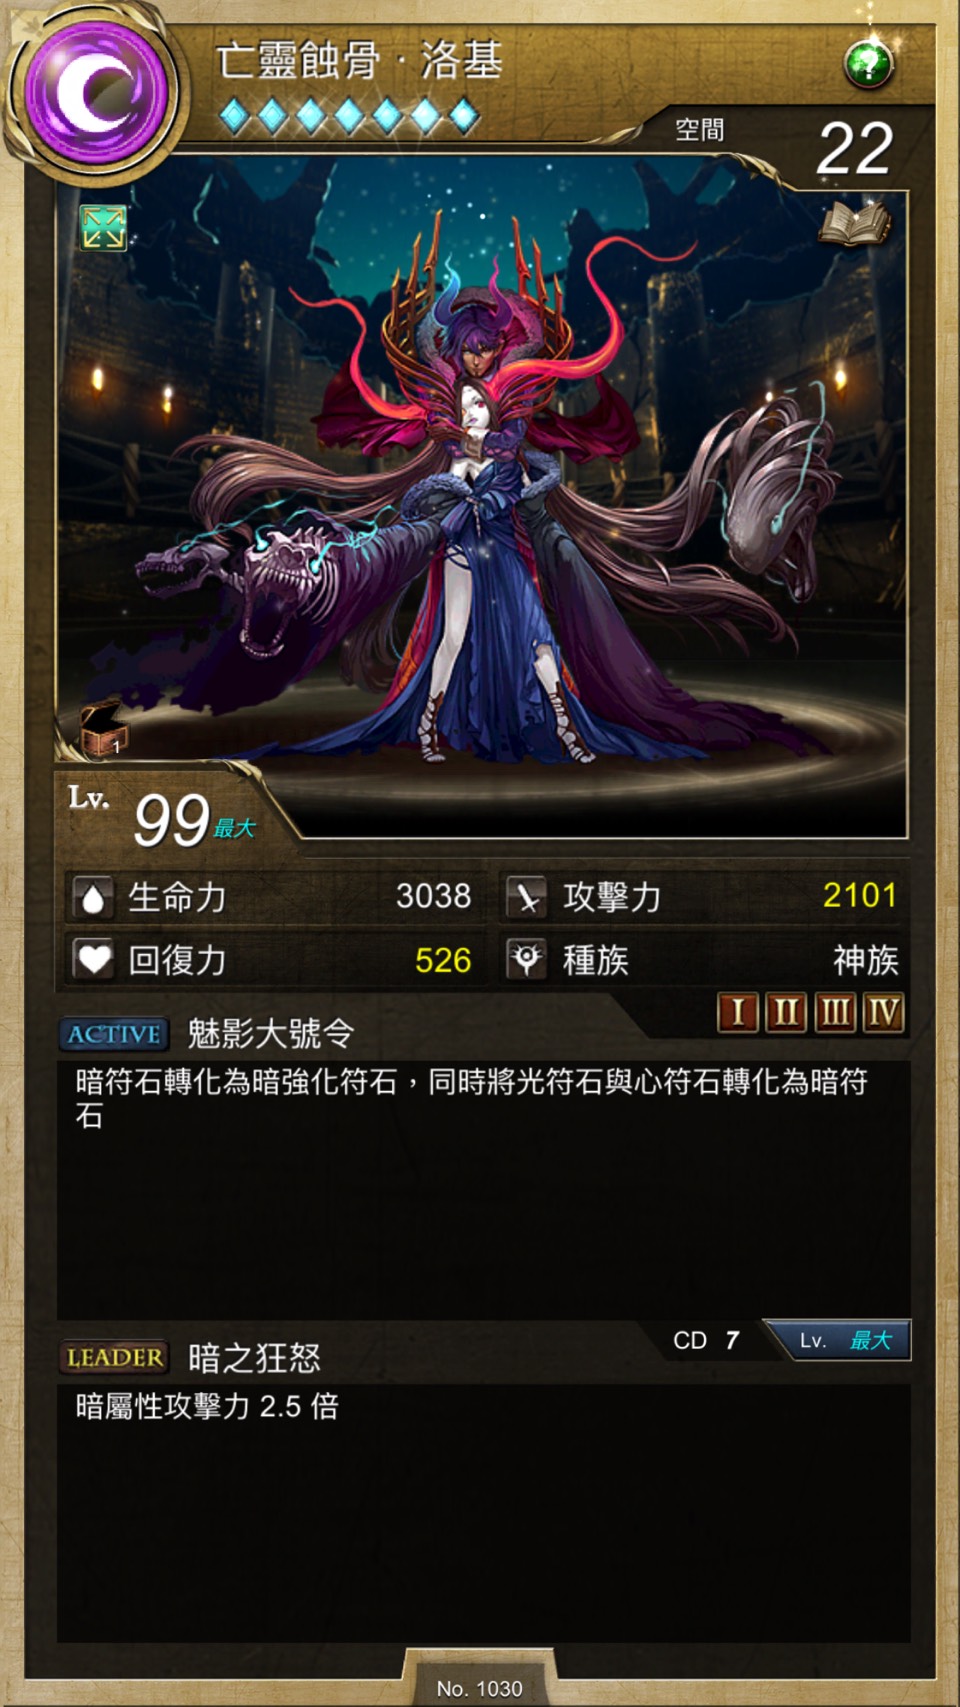 亡靈蝕骨·洛基
空間
22
1
Lv. 99最大
生命力 3038 攻擊力 2101
回復力 526 種族 神族
I II III IV
ACTIVE 魅影大號令
暗符石轉化為暗強化符石，同時將光符石與心符石轉化為暗符
石
CD 7 Lv. 最大
LEADER 暗之狂怒
暗屬性攻擊力 2.5 倍
No. 1030